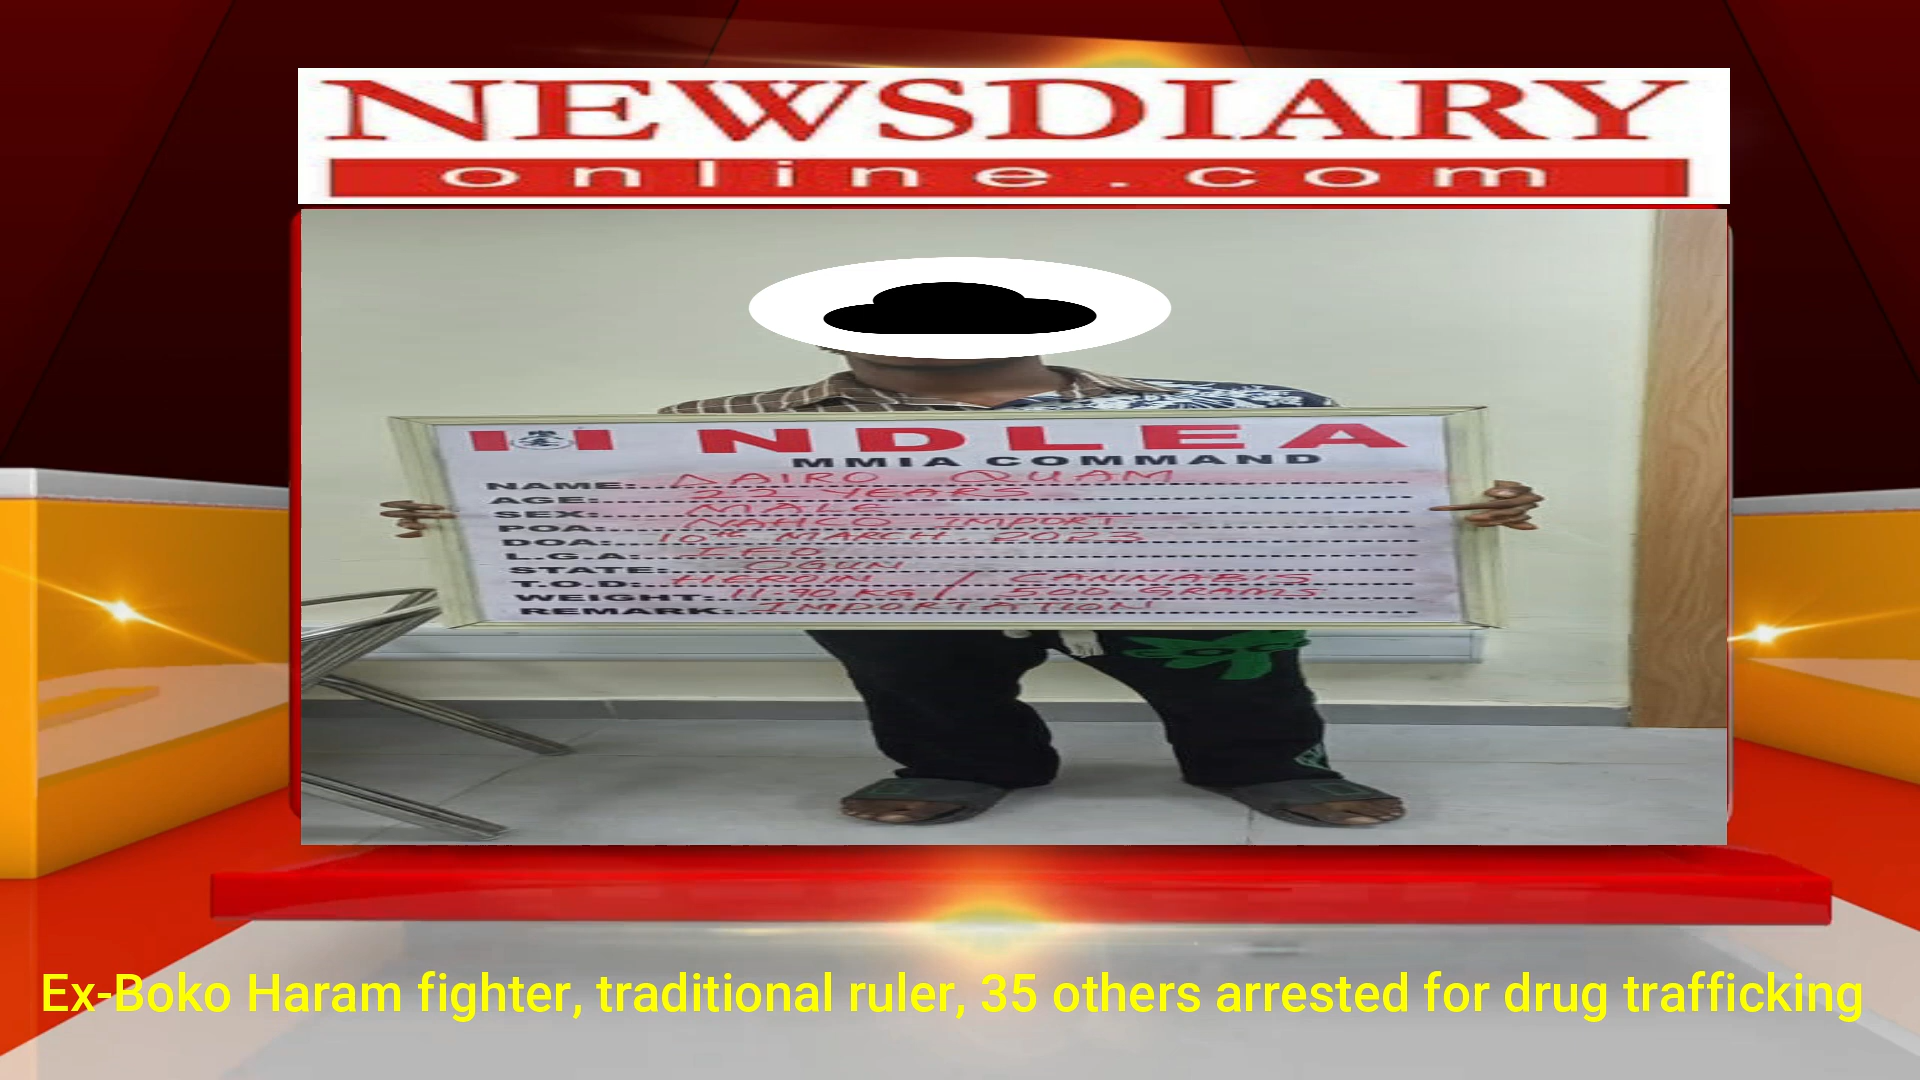 NEWSDIARY
online.com
NDLEA
MMIA COMMAND
NAME: DAIRO QUAM
AGE: 22 YEARS
SEX: MALE
POA: NAHCO IMPORT
DOA: 10th MARCH. 2023
L.G.A: IFO
STATE: OGUN
T.O.D: HEROIN / CANNABIS
WEIGHT: 11.90 KG / 500 GRAMS
REMARK: IMPORTATION
Ex-Boko Haram fighter, traditional ruler, 35 others arrested for drug trafficking